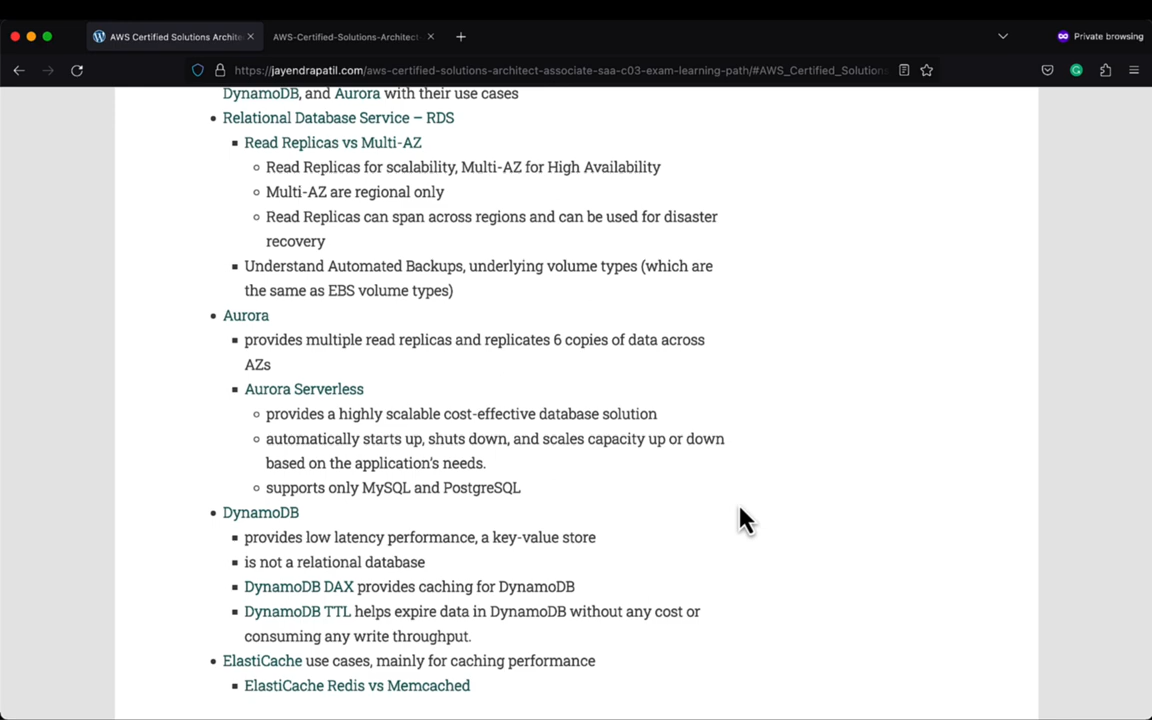 AWS Certified Solutions Archite
AWS-Certified-Solutions-Architect
Private browsing
https://jayendrapatil.com/aws-certified-solutions-architect-associate-saa-c03-exam-learning-path/#AWS_Certified_Solutions
DynamoDB, and Aurora with their use cases
Relational Database Service – RDS
Read Replicas vs Multi-AZ
Read Replicas for scalability, Multi-AZ for High Availability
Multi-AZ are regional only
Read Replicas can span across regions and can be used for disaster
recovery
Understand Automated Backups, underlying volume types (which are
the same as EBS volume types)
Aurora
provides multiple read replicas and replicates 6 copies of data across
AZs
Aurora Serverless
provides a highly scalable cost-effective database solution
automatically starts up, shuts down, and scales capacity up or down
based on the application’s needs.
supports only MySQL and PostgreSQL
DynamoDB
provides low latency performance, a key-value store
is not a relational database
DynamoDB DAX provides caching for DynamoDB
DynamoDB TTL helps expire data in DynamoDB without any cost or
consuming any write throughput.
ElastiCache use cases, mainly for caching performance
ElastiCache Redis vs Memcached